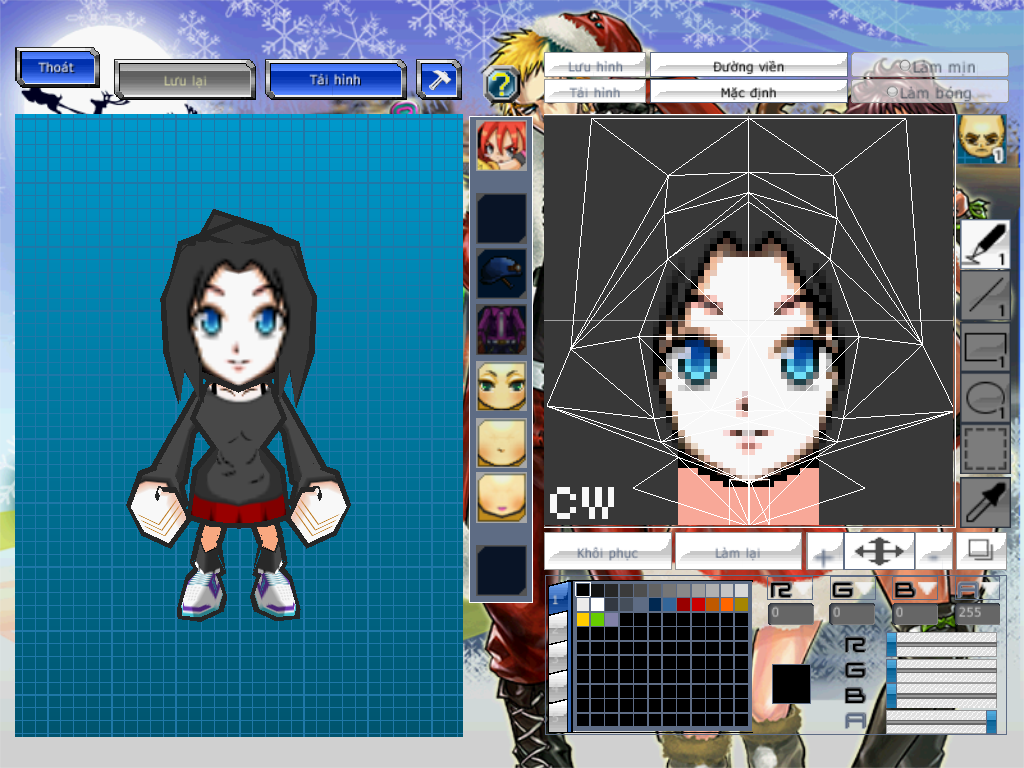 Thoát
Lưu lại
Tải hình
?
Lưu hình
Đường viền
Làm mịn
Tải hình
Mặc định
Làm bóng
1
1
1
1
1
CW
Khôi phục
Làm lại
+
-
1
R
G
B
A
0
0
0
255
R
G
B
A